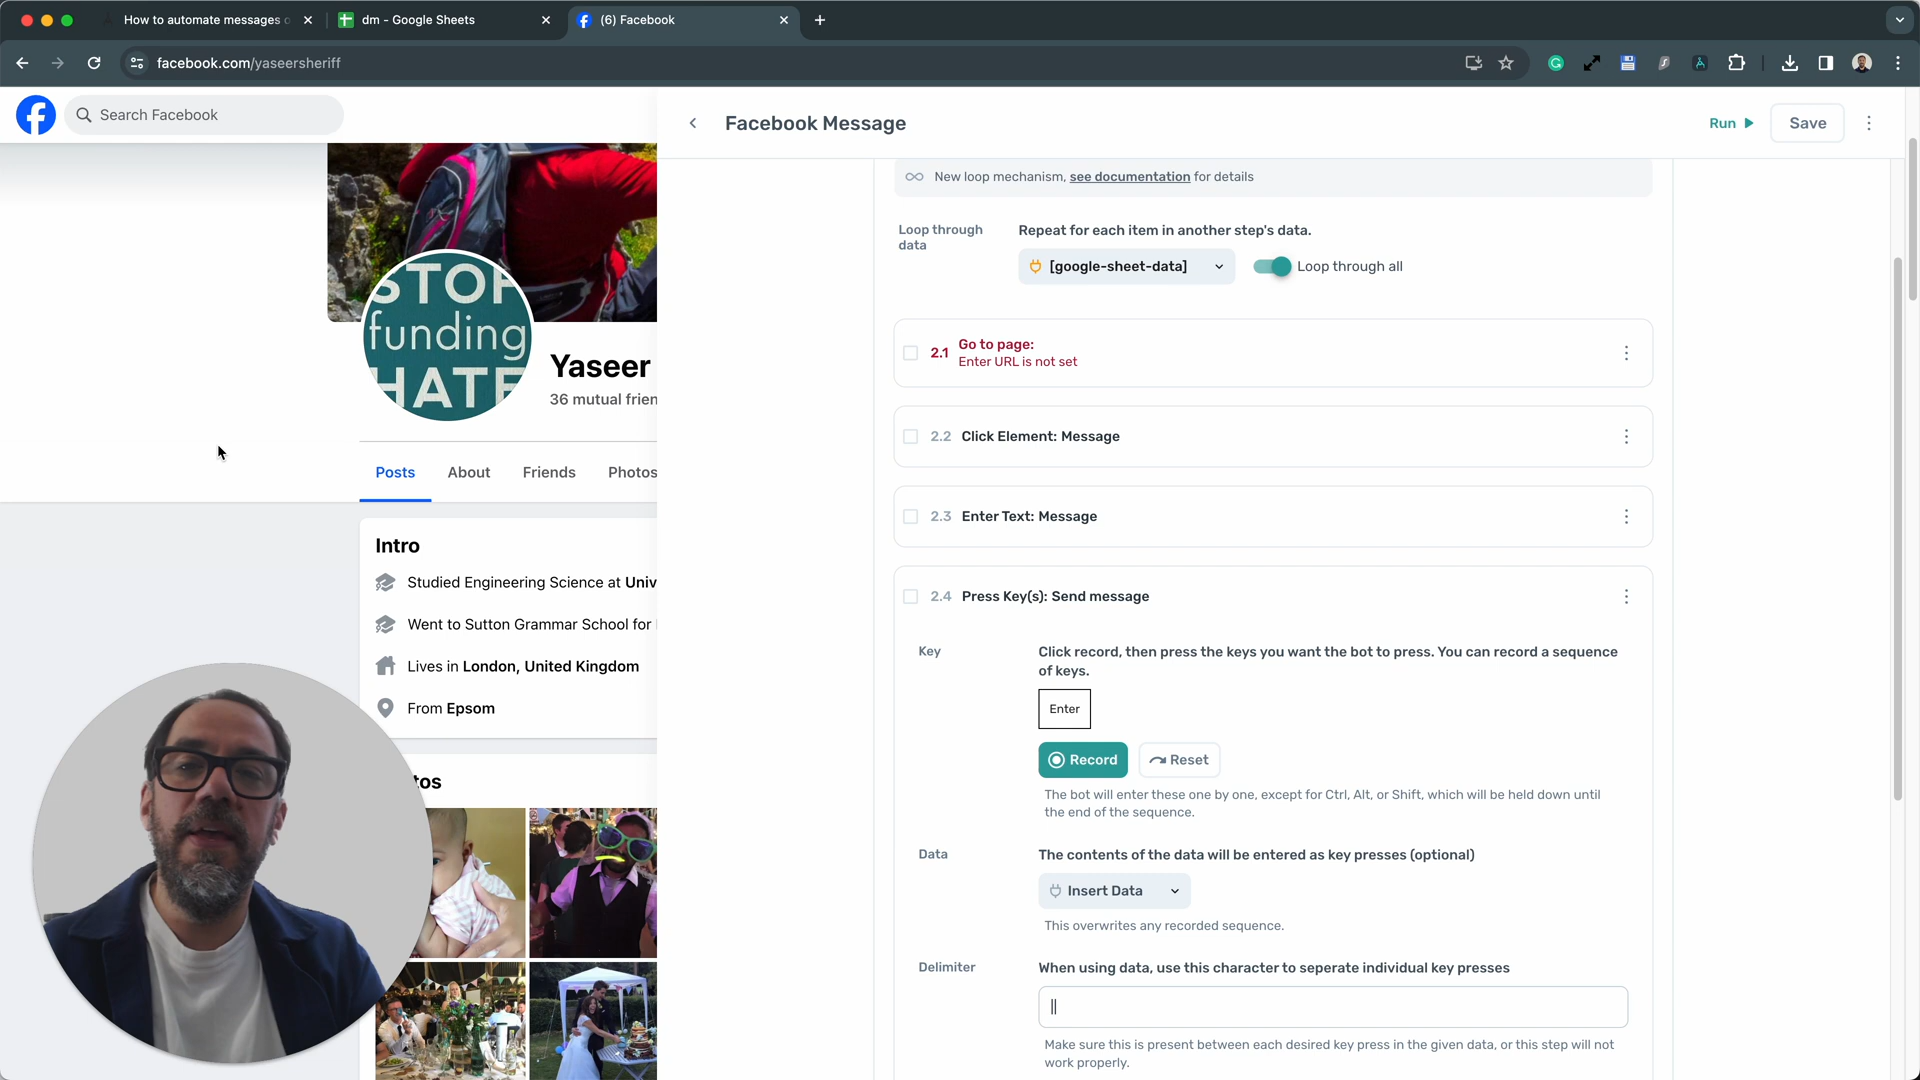 How to automate messages o
dm - Google Sheets
(6) Facebook
facebook.com/yaseersheriff
Search Facebook
STOP
funding
HATE
Yaseer
36 mutual frien
Posts
About
Friends
Photos
Intro
Studied Engineering Science at Univ
Went to Sutton Grammar School for
Lives in London, United Kingdom
From Epsom
tos
Facebook Message
Run
Save
New loop mechanism, see documentation for details
Loop through
data
Repeat for each item in another step's data.
[google-sheet-data]
Loop through all
2.1 Go to page:
Enter URL is not set
2.2 Click Element: Message
2.3 Enter Text: Message
2.4 Press Key(s): Send message
Key
Click record, then press the keys you want the bot to press. You can record a sequence
of keys.
Enter
Record
Reset
The bot will enter these one by one, except for Ctrl, Alt, or Shift, which will be held down until
the end of the sequence.
Data
The contents of the data will be entered as key presses (optional)
Insert Data
This overwrites any recorded sequence.
Delimiter
When using data, use this character to seperate individual key presses
||
Make sure this is present between each desired key press in the given data, or this step will not
work properly.